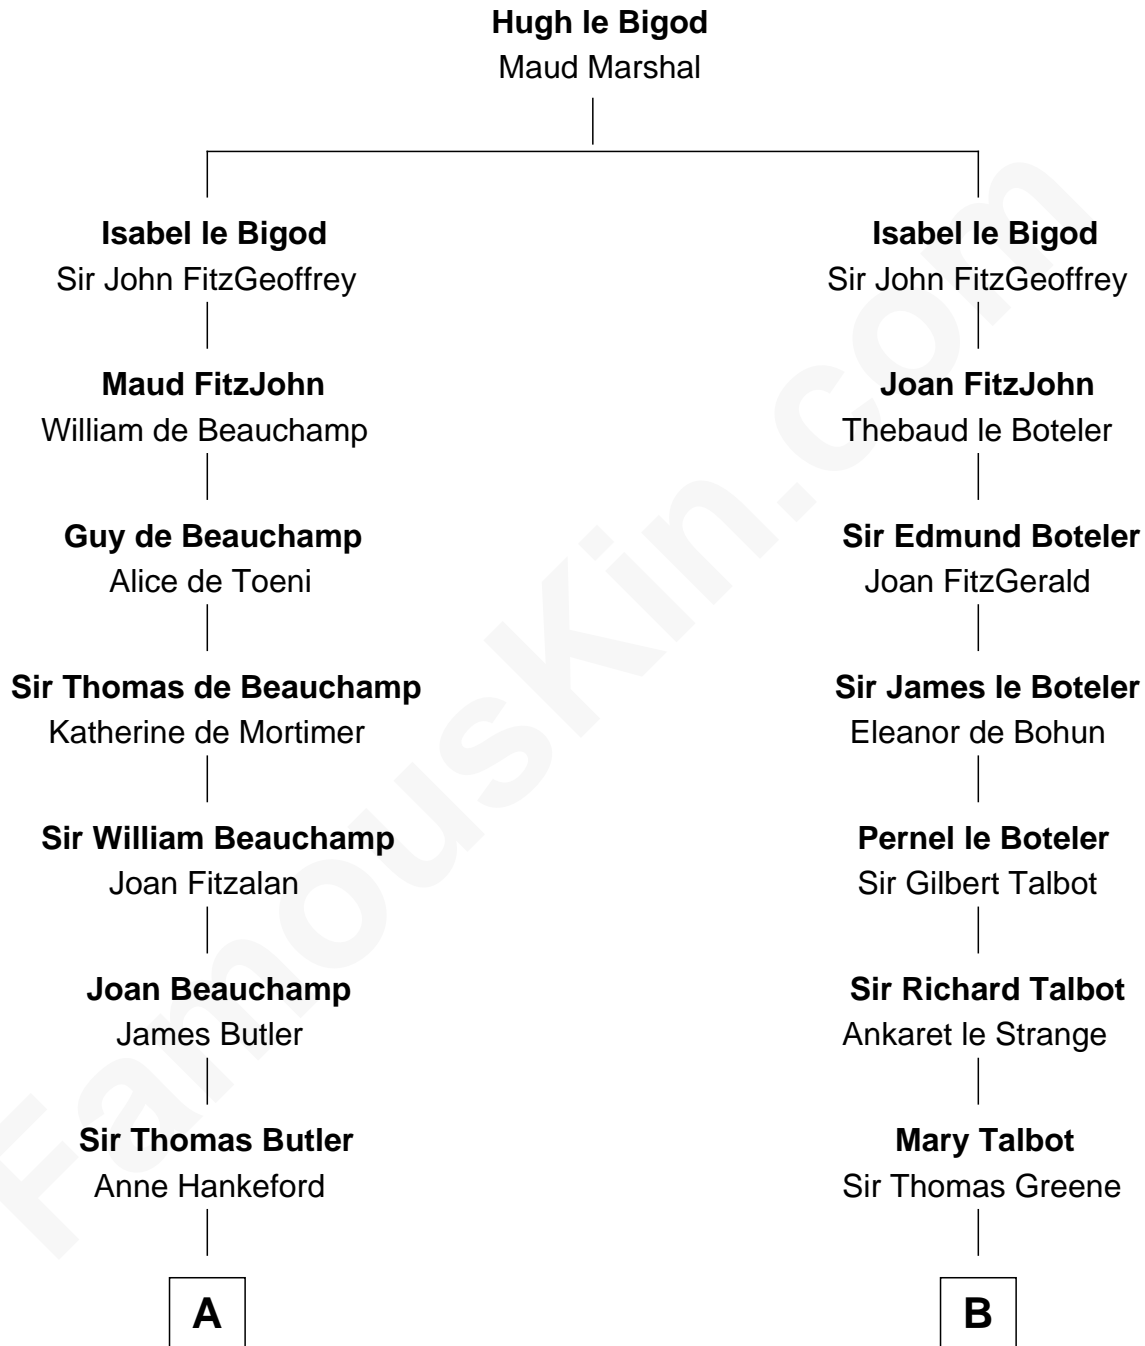 Hugh le Bigod
Maud Marshal
Isabel le Bigod
Sir John FitzGeoffrey
Maud FitzJohn
William de Beauchamp
Guy de Beauchamp
Alice de Toeni
Sir Thomas de Beauchamp
Katherine de Mortimer
Sir William Beauchamp
Joan Fitzalan
Joan Beauchamp
James Butler
Sir Thomas Butler
Anne Hankeford
A
Isabel le Bigod
Sir John FitzGeoffrey
Joan FitzJohn
Thebaud le Boteler
Sir Edmund Boteler
Joan FitzGerald
Sir James le Boteler
Eleanor de Bohun
Pernel le Boteler
Sir Gilbert Talbot
Sir Richard Talbot
Ankaret le Strange
Mary Talbot
Sir Thomas Greene
B
FamousKin.com